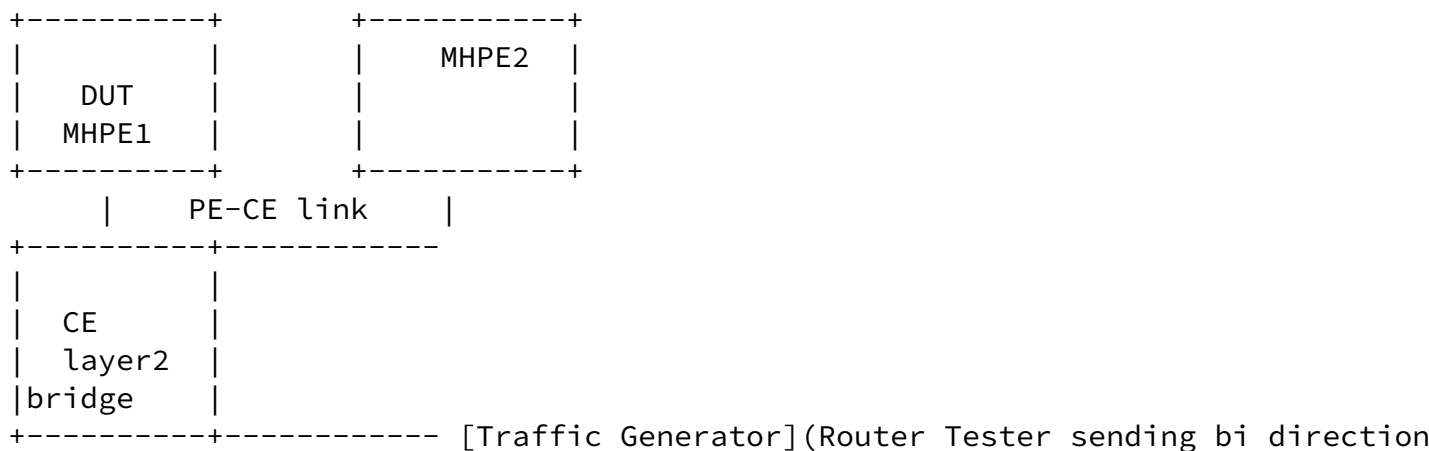 MHPE2
DUT
MHPE1
PE-CE link
CE
layer2
bridge
[Traffic Generator](Router Tester sending bi direction